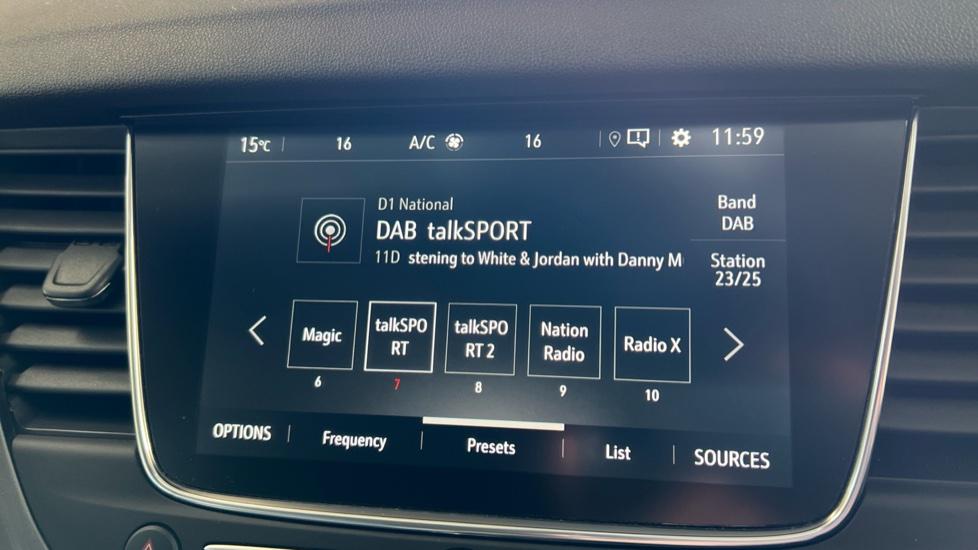 15°C 16 A/C 16 11:59
D1 National
DAB talkSPORT
11D stening to White & Jordan with Danny M
Band
DAB
Station
23/25
Magic
talkSPO
RT
talkSPO
RT 2
Nation
Radio
Radio X
6 7 8 9 10
OPTIONS Frequency Presets List SOURCES